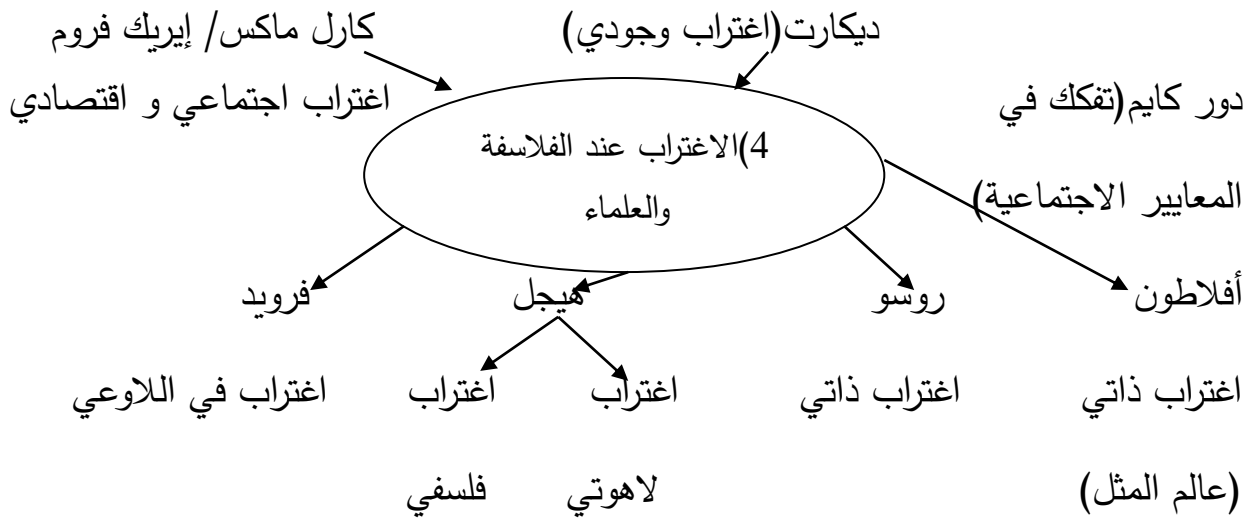 ديكارت(اغتراب وجودي)
كارل ماكس/ إيريك فروم
اغتراب اجتماعي و اقتصادي
دور كايم(تفكك في
المعايير الاجتماعية)
4)الاغتراب عند الفلاسفة
والعلماء
أفلاطون
روسو
هيجل
فرويد
اغتراب ذاتي
اغتراب ذاتي
اغتراب
اغتراب
اغتراب في اللاوعي
(عالم المثل)
لاهوتي
فلسفي